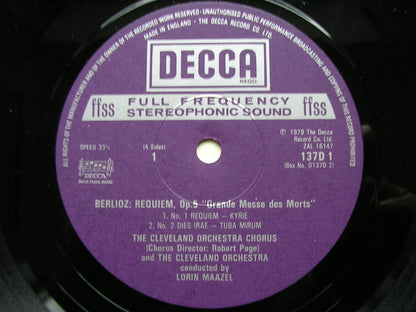 ALL RIGHTS OF THE MANUFACTURER AND OF THE OWNER OF THE RECORDED WORK RESERVED · UNAUTHORISED PUBLIC PERFORMANCE BROADCASTING AND COPYING OF THIS RECORD PROHIBITED
MADE IN ENGLAND · THE DECCA RECORD CO LTD.
DECCA
REGD.
ffss
FULL FREQUENCY
STEREOPHONIC SOUND
ffss
SPEED 33⅓
(4 Sides)
1
℗ 1979 The Decca
Record Co. Ltd.
ZAL 16147
137D 1
(Box No. D137D 2)
DECCA
BERLIOZ: REQUIEM, Op.5 "Grande Messe des Morts"
1. No. 1 REQUIEM – KYRIE
2. No. 2 DIES IRAE – TUBA MIRUM
THE CLEVELAND ORCHESTRA CHORUS
(Chorus Director: Robert Page)
and THE CLEVELAND ORCHESTRA
conducted by
LORIN MAAZEL